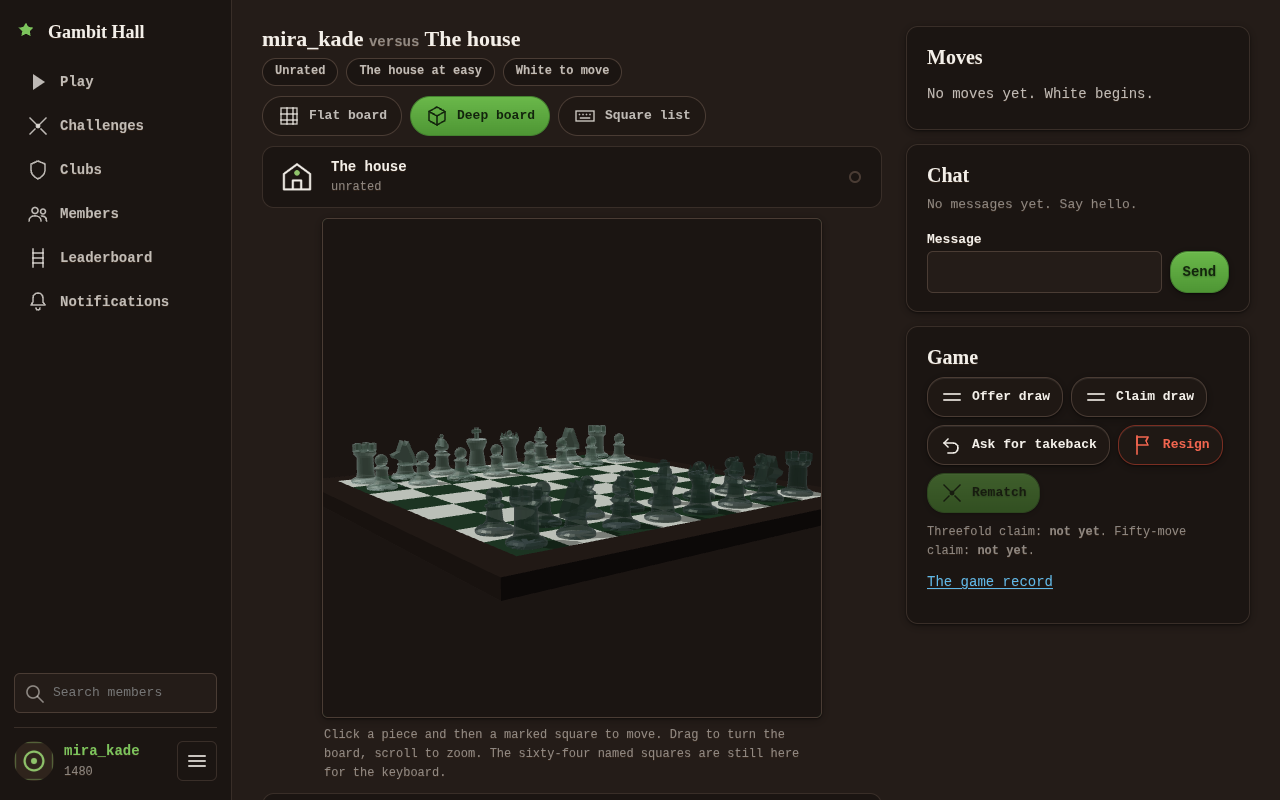 Gambit Hall
Play
Challenges
Clubs
Members
Leaderboard
Notifications
Search members
mira_kade
1480
mira_kade versus The house
Unrated
The house at easy
White to move
Flat board
Deep board
Square list
The house
unrated
Click a piece and then a marked square to move. Drag to turn the
board, scroll to zoom. The sixty-four named squares are still here
for the keyboard.
Moves
No moves yet. White begins.
Chat
No messages yet. Say hello.
Message
Send
Game
Offer draw
Claim draw
Ask for takeback
Resign
Rematch
Threefold claim: not yet. Fifty-move
claim: not yet.
The game record